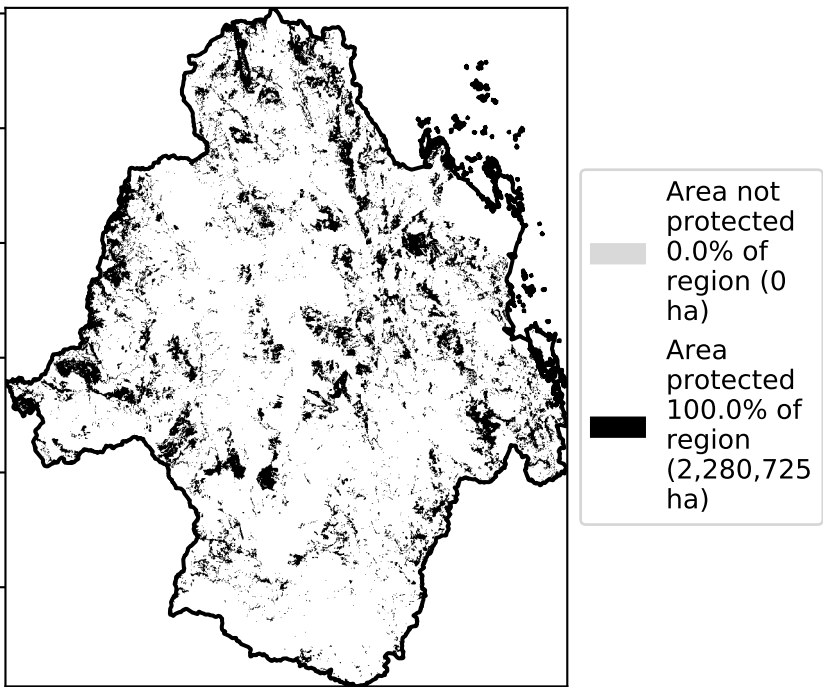 Area not
protected
0.0% of
region (0
ha)
Area
protected
100.0% of
region
(2,280,725
ha)